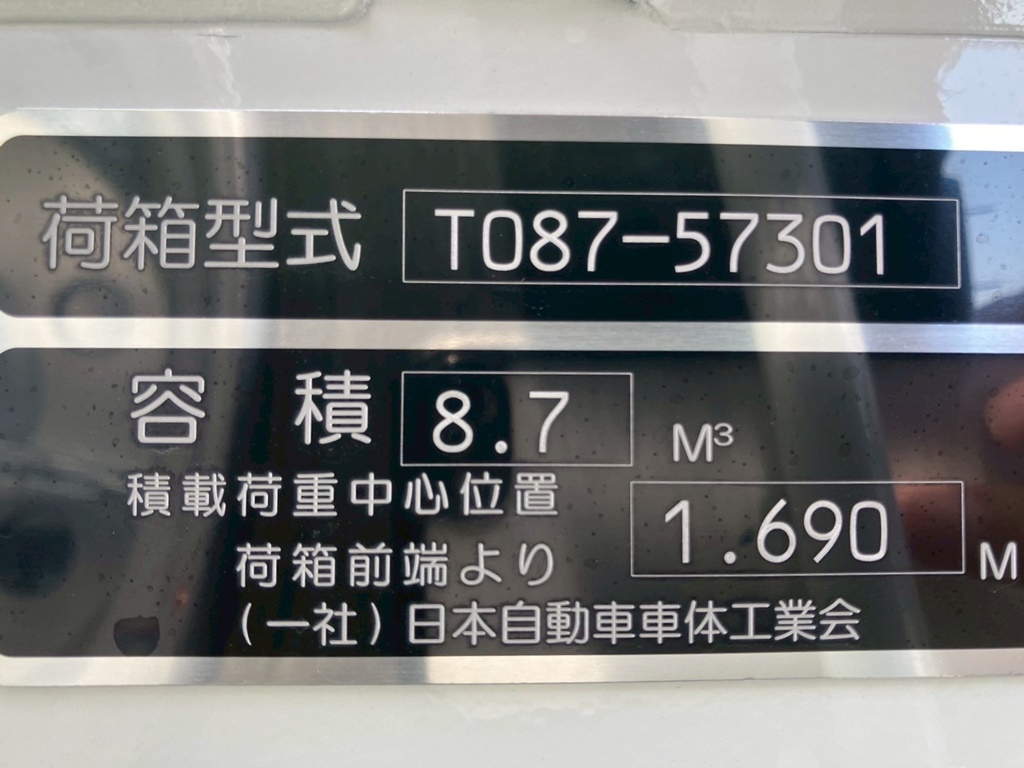 荷箱型式 T087-57301
容積 8.7 M³
積載荷重中心位置
荷箱前端より 1.690 M
(一社)日本自動車車体工業会